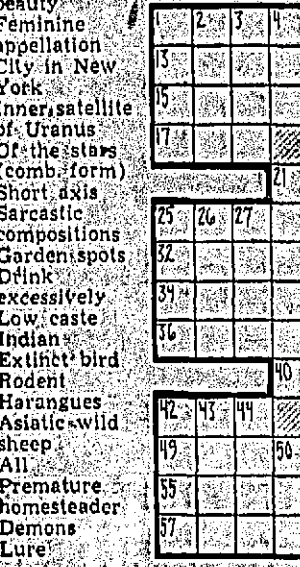 beauty
Feminine
appellation
City in New
York
Inner satellite
of Uranus
Of the stars
(comb. form)
Short axis
Sarcastic
compositions
Garden spots
Drink
excessively
Low caste
Indian
Extinct bird
Rodent
Harangues
Asiatic wild
sheep
All
Premature
homesteader
Demons
Lure
1 2 3 4
13
15
17
21
25 26 27
32
34
36
40
42 43 44
49 50
55
57